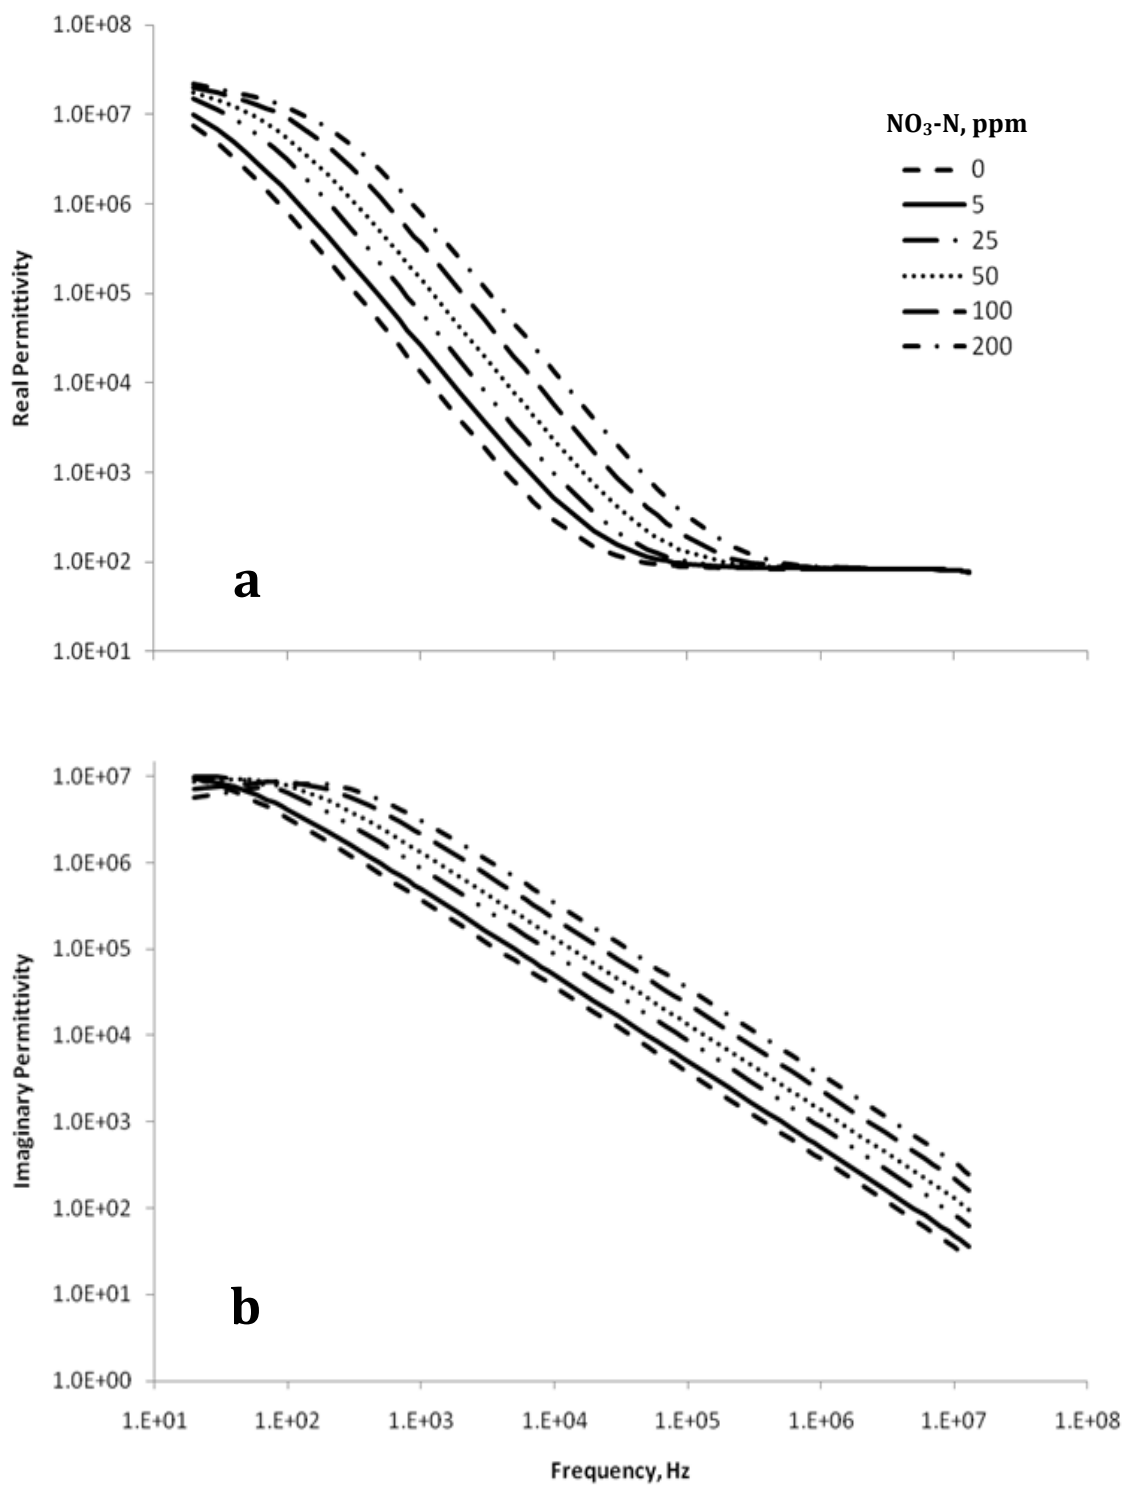 1.0E+08
1.0E+07
1.0E+06
1.0E+05
1.0E+04
1.0E+03
1.0E+02
1.0E+01
Real Permittivity
NO₃-N, ppm
0
5
25
50
100
200
a
1.0E+07
1.0E+06
1.0E+05
1.0E+04
1.0E+03
1.0E+02
1.0E+01
1.0E+00
Imaginary Permittivity
b
1.E+01 1.E+02 1.E+03 1.E+04 1.E+05 1.E+06 1.E+07 1.E+08
Frequency, Hz